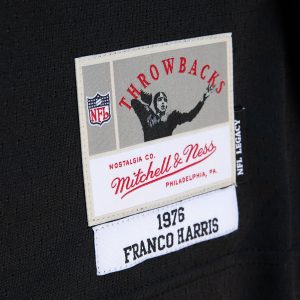 THROWBACKS
NFL
NOSTALGIA CO.
Mitchell & Ness
PHILADELPHIA, PA.
NFL LEGACY
1976
FRANCO HARRIS